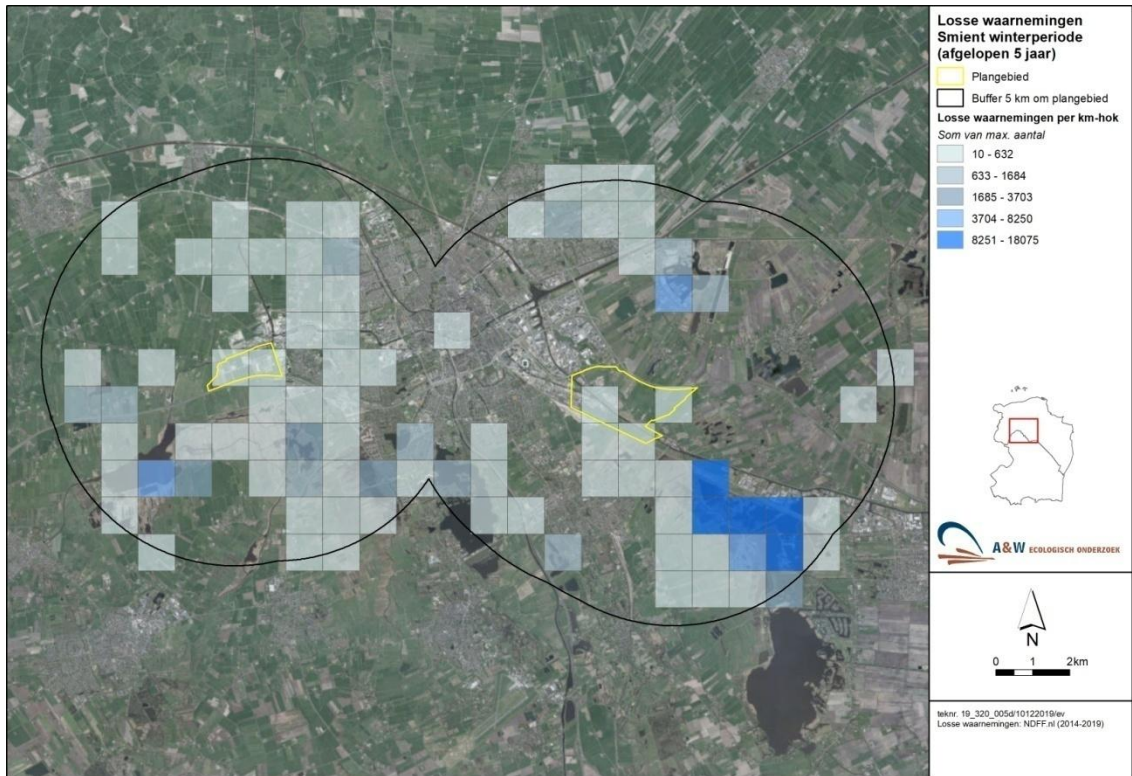 Losse waarnemingen
Smient winterperiode
(afgelopen 5 jaar)
Plangebied
Buffer 5 km om plangebied
Losse waarnemingen per km-hok
Som van max. aantal
10 - 632
633 - 1684
1685 - 3703
3704 - 8250
8251 - 18075
A&W ECOLOGISCH ONDERZOEK
N
0 1 2km
teknr. 19_320_005d/10122019/ev
Losse waarnemingen: NDFF.nl (2014-2019)